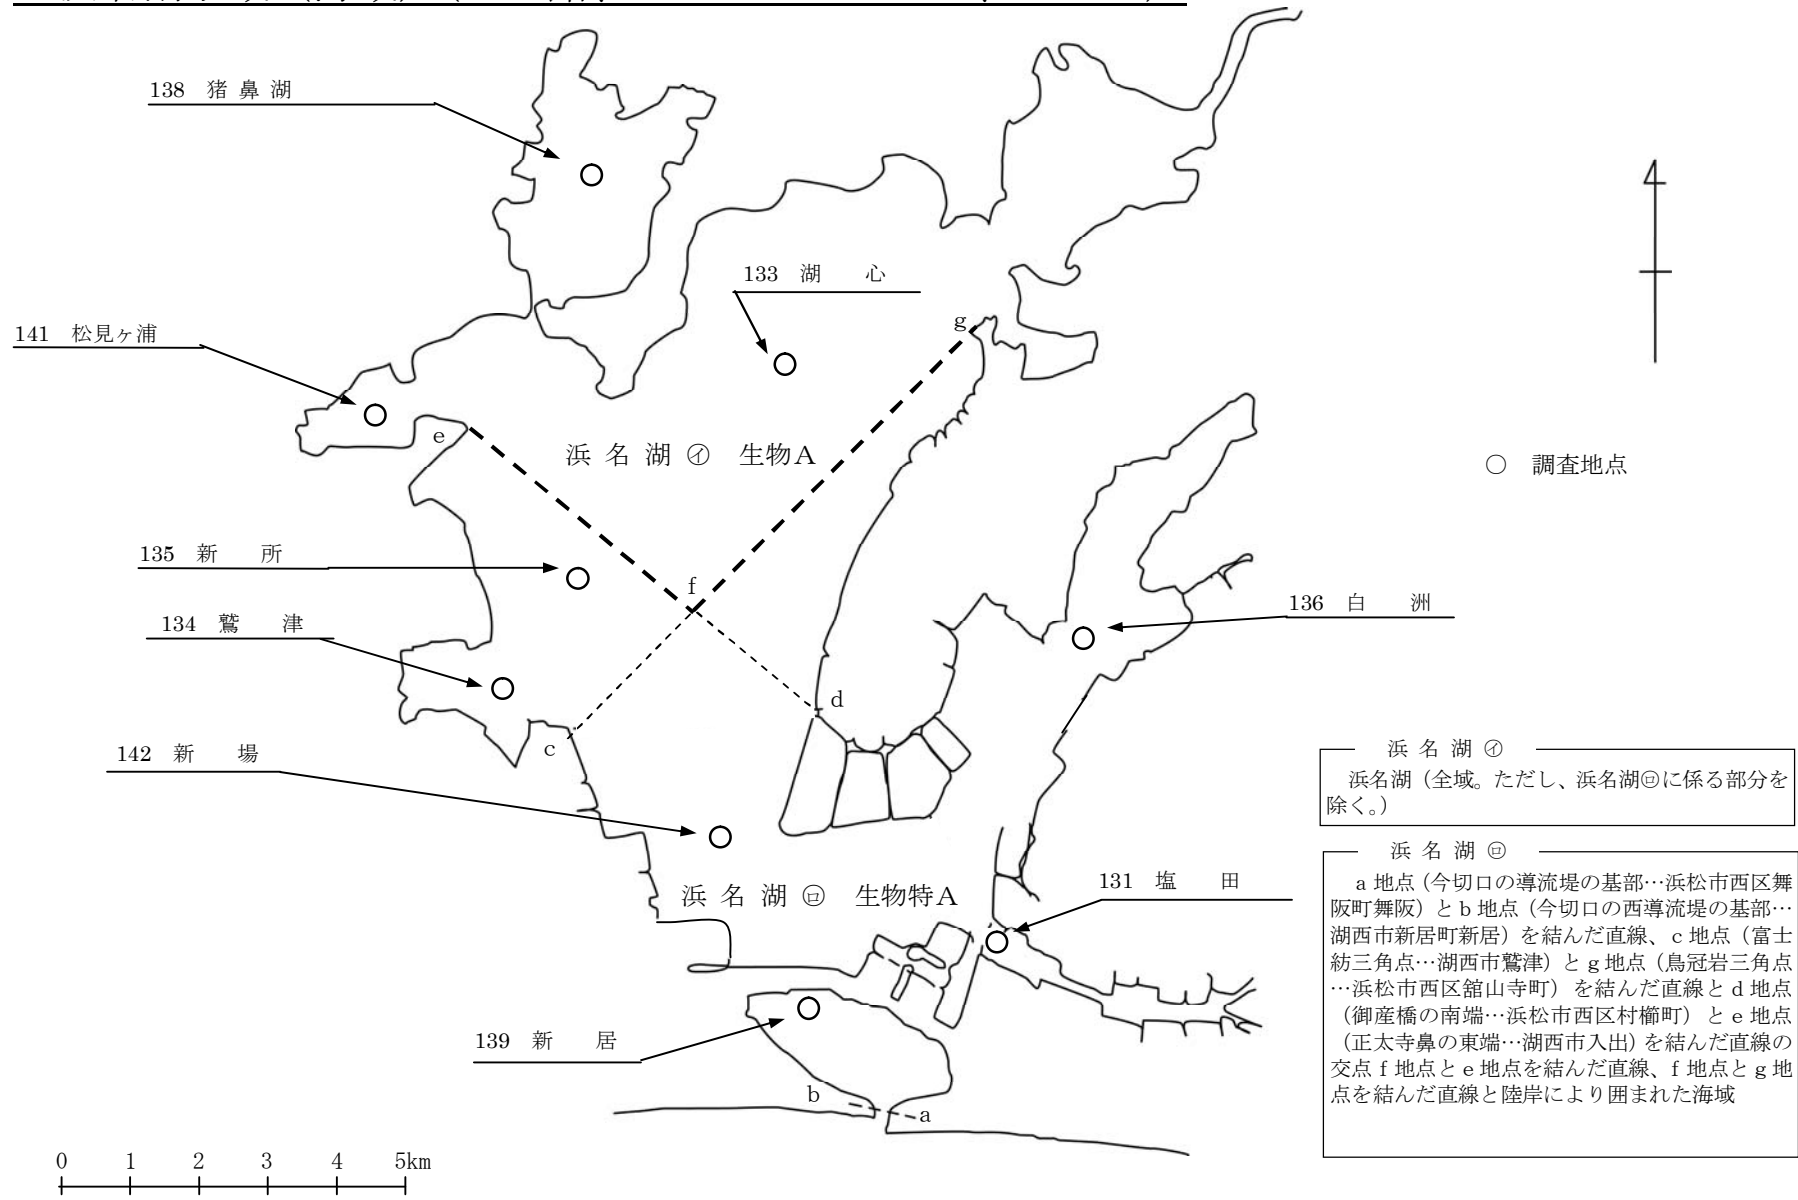 138 猪鼻湖
133 湖 心
g
141 松見ヶ浦
e
浜名湖㋑ 生物A
○ 調査地点
135 新 所
f
136 白 洲
134 鷲 津
d
c
142 新 場
浜名湖㋑
浜名湖（全域。ただし、浜名湖㋺に係る部分を
除く。）
浜名湖㋺ 生物特A
131 塩 田
浜名湖㋺
a地点（今切口の導流堤の基部…浜松市西区舞
阪町舞阪）とb地点（今切口の西導流堤の基部…
湖西市新居町新居）を結んだ直線、c地点（富士
紡三角点…湖西市鷲津）とg地点（鳥冠岩三角点
…浜松市西区舘山寺町）を結んだ直線とd地点
（御産橋の南端…浜松市西区村櫛町）とe地点
（正太寺鼻の東端…湖西市入出）を結んだ直線の
交点f地点とe地点を結んだ直線、f地点とg地
点を結んだ直線と陸岸により囲まれた海域
139 新 居
b
a
0 1 2 3 4 5km